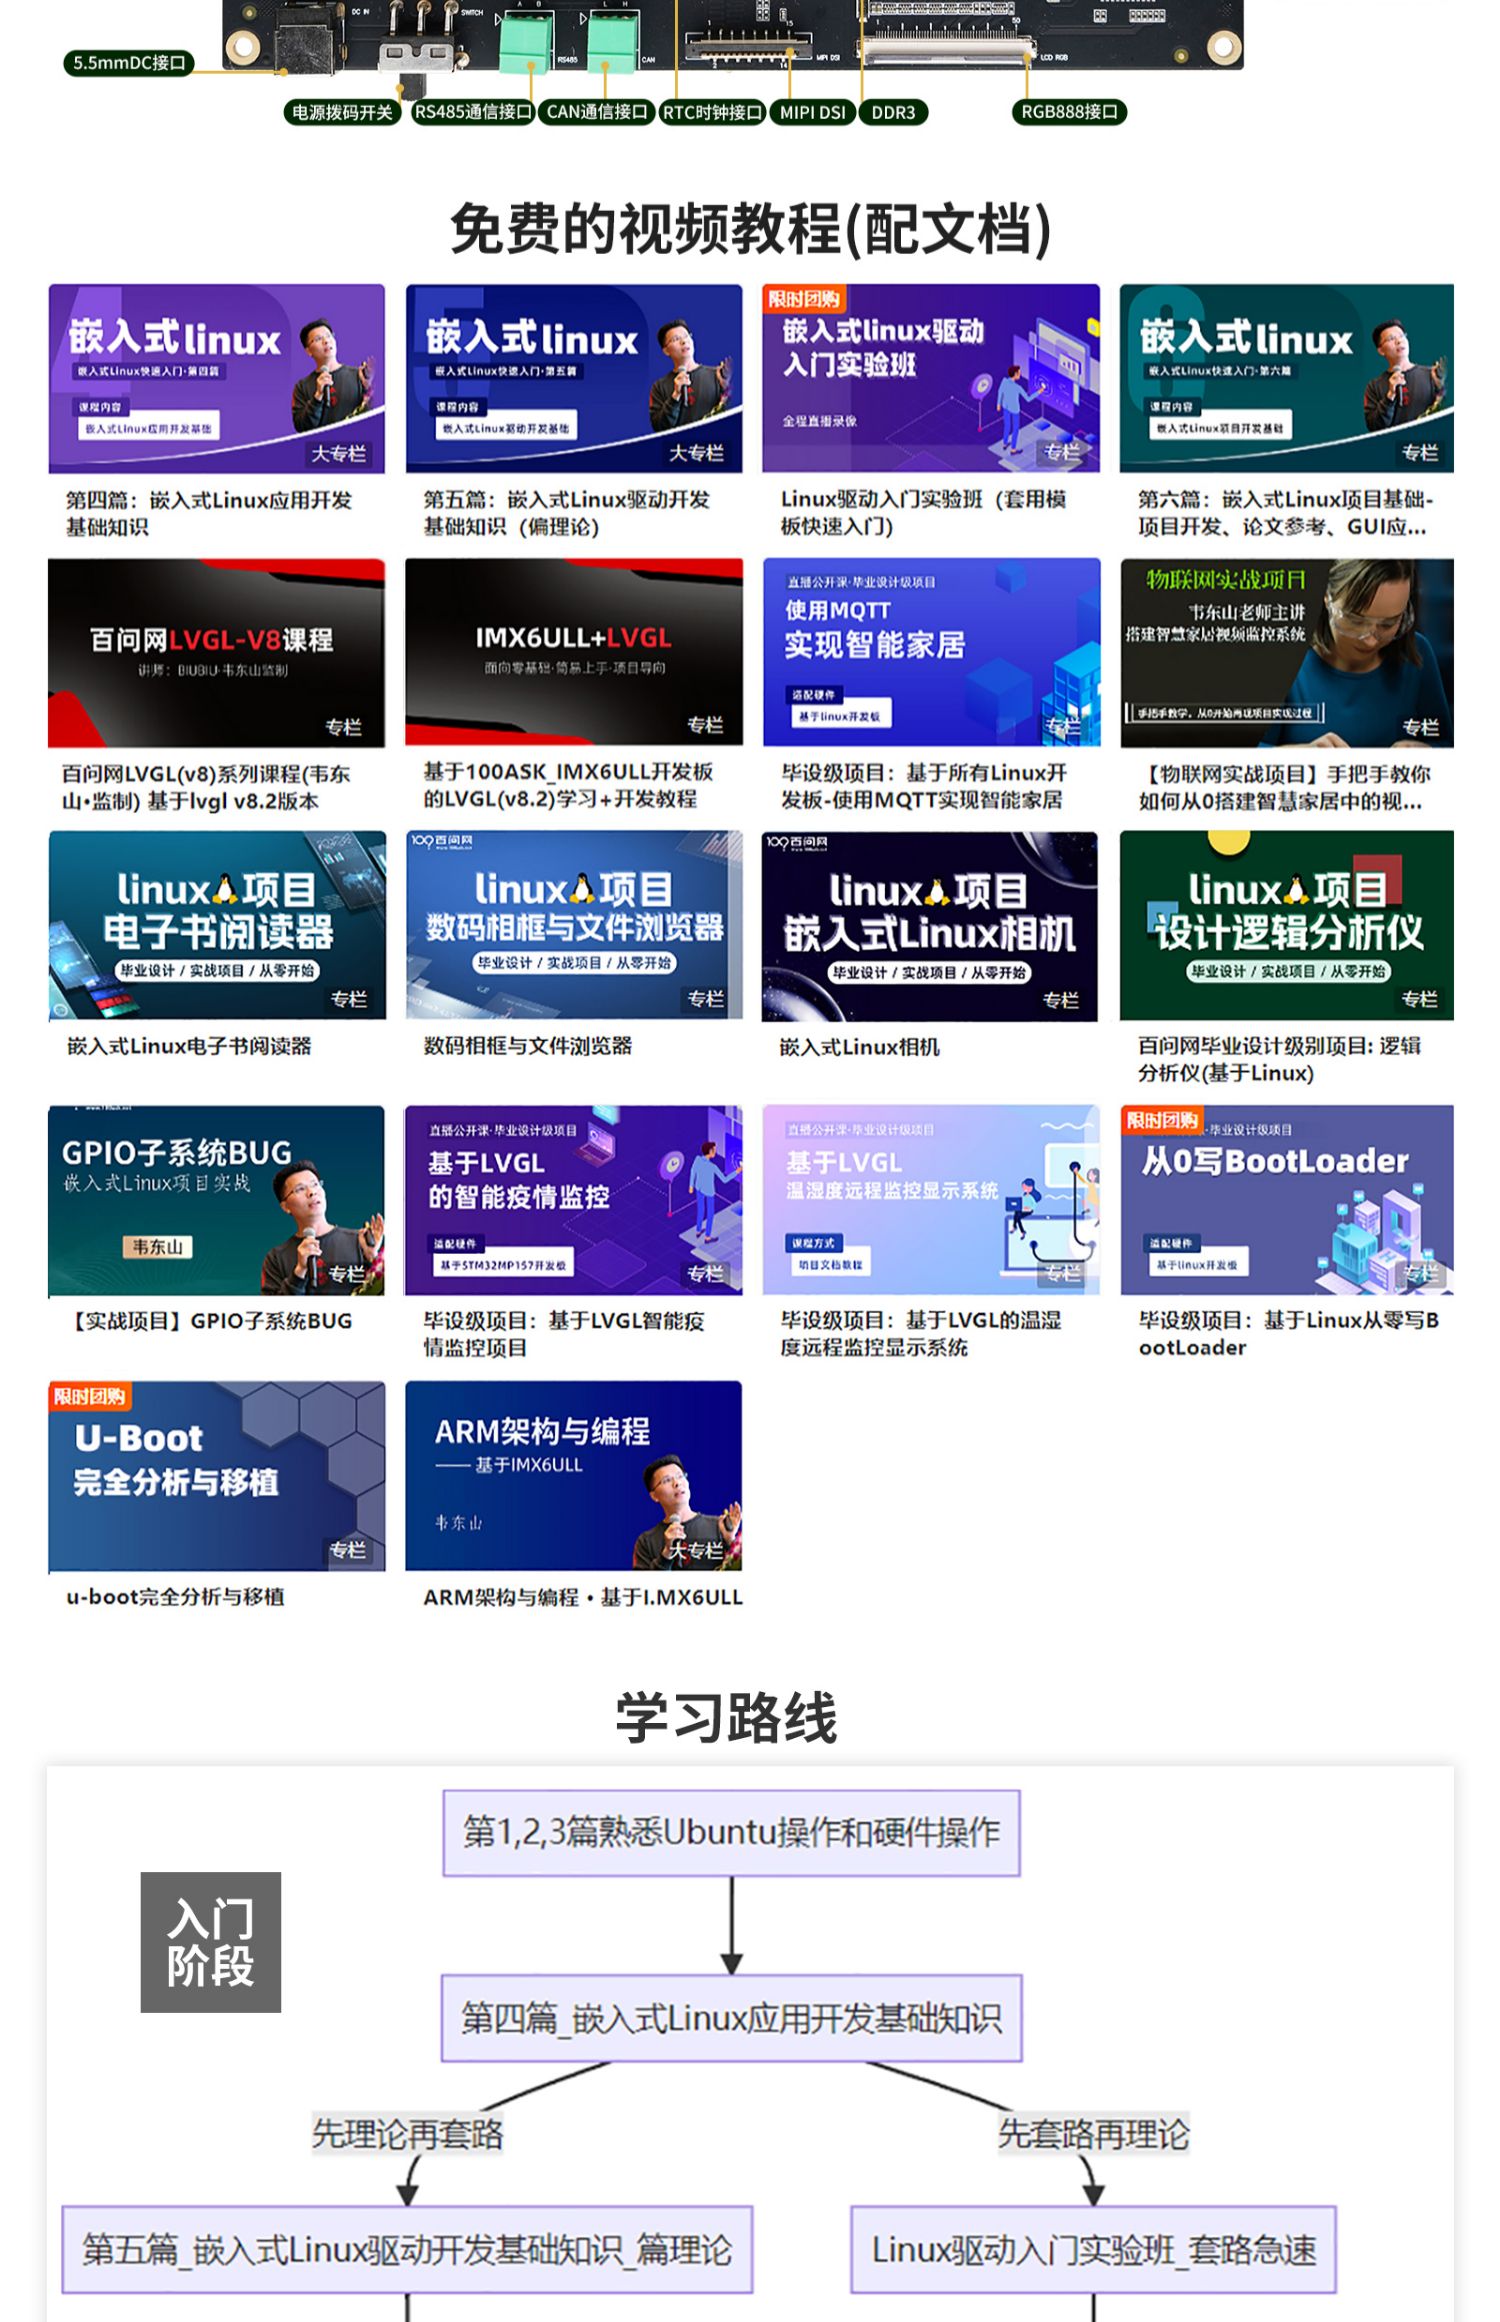 DC IN
SWITCH
A B
RS485
L H
CAN
1
15
2
14
MIPI DSI
50
LCD RGB
5.5mmDC接口
电源拨码开关
RS485通信接口
CAN通信接口
RTC时钟接口
MIPI DSI
DDR3
RGB888接口
免费的视频教程(配文档)
嵌入式linux
嵌入式Linux快速入门·第四篇
课程内容
嵌入式Linux应用开发基础
大专栏
第四篇：嵌入式Linux应用开发
基础知识
嵌入式linux
嵌入式Linux快速入门·第五篇
课程内容
嵌入式Linux驱动开发基础
大专栏
第五篇：嵌入式Linux驱动开发
基础知识（偏理论）
限时团购
嵌入式linux驱动
入门实验班
全程直播录像
专栏
Linux驱动入门实验班（套用模
板快速入门）
嵌入式linux
嵌入式Linux快速入门·第六篇
课程内容
嵌入式Linux项目开发基础
专栏
第六篇：嵌入式Linux项目基础-
项目开发、论文参考、GUI应...
百问网LVGL-V8课程
讲师：BIUBIU·韦东山监制
专栏
百问网LVGL(v8)系列课程(韦东
山·监制) 基于lvgl v8.2版本
IMX6ULL+LVGL
面向零基础·简易上手·项目导向
专栏
基于100ASK_IMX6ULL开发板
的LVGL(v8.2)学习+开发教程
直播公开课·毕业设计级项目
使用MQTT
实现智能家居
适配硬件
基于linux开发板
专栏
毕设级项目：基于所有Linux开
发板-使用MQTT实现智能家居
物联网实战项目
韦东山老师主讲
搭建智慧家居视频监控系统
手把手教学，从0开始再现项目实现过程
专栏
【物联网实战项目】手把手教你
如何从0搭建智慧家居中的视...
linux项目
电子书阅读器
毕业设计 / 实战项目 / 从零开始
专栏
嵌入式Linux电子书阅读器
百问网
linux项目
数码相框与文件浏览器
毕业设计 / 实战项目 / 从零开始
专栏
数码相框与文件浏览器
百问网
linux项目
嵌入式Linux相机
毕业设计 / 实战项目 / 从零开始
专栏
嵌入式Linux相机
linux项目
设计逻辑分析仪
毕业设计 / 实战项目 / 从零开始
专栏
百问网毕业设计级别项目: 逻辑
分析仪(基于Linux)
GPIO子系统BUG
嵌入式Linux项目实战
韦东山
专栏
【实战项目】GPIO子系统BUG
直播公开课·毕业设计级项目
基于LVGL
的智能疫情监控
适配硬件
基于STM32MP157开发板
专栏
毕设级项目：基于LVGL智能疫
情监控项目
直播公开课·毕业设计级项目
基于LVGL
温湿度远程监控显示系统
课程方式
项目文档教程
专栏
毕设级项目：基于LVGL的温湿
度远程监控显示系统
限时团购
·毕业设计级项目
从0写BootLoader
适配硬件
基于linux开发板
专栏
毕设级项目：基于Linux从零写B
ootLoader
限时团购
U-Boot
完全分析与移植
专栏
u-boot完全分析与移植
ARM架构与编程
—— 基于IMX6ULL
韦东山
大专栏
ARM架构与编程·基于I.MX6ULL
学习路线
第1,2,3篇熟悉Ubuntu操作和硬件操作
入门
阶段
第四篇_嵌入式Linux应用开发基础知识
先理论再套路
先套路再理论
第五篇_嵌入式Linux驱动开发基础知识_篇理论
Linux驱动入门实验班_套路急速